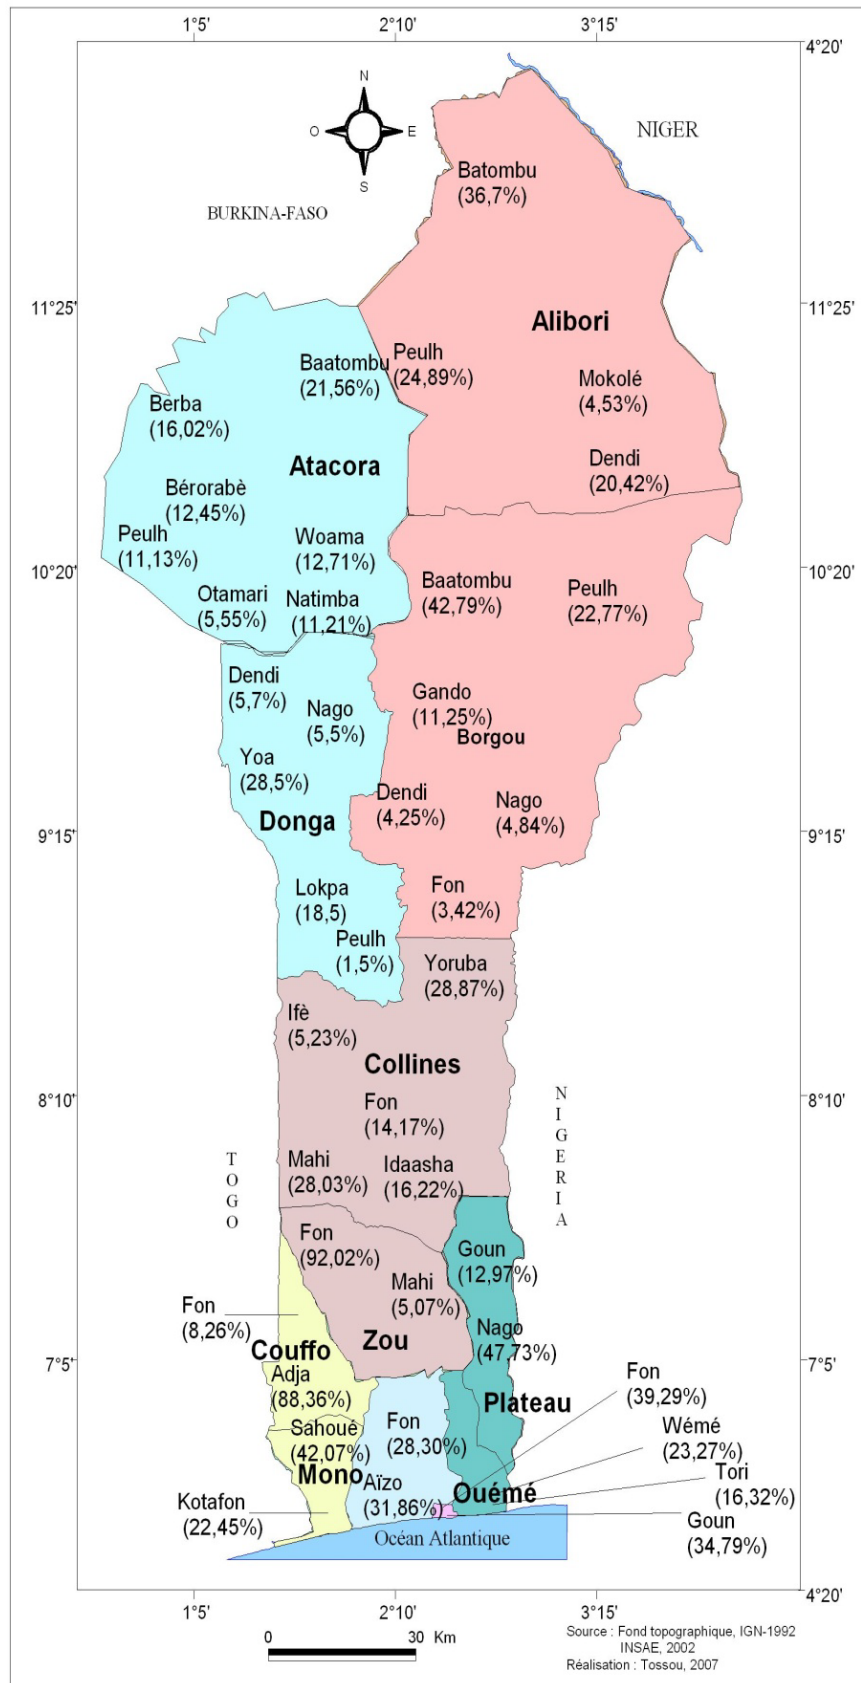 1°5'
2°10'
3°15'
4°20'
N
O
E
S
NIGER
BURKINA-FASO
Batombu
(36,7%)
11°25'
11°25'
Alibori
Peulh
(24,89%)
Mokolé
(4,53%)
Dendi
(20,42%)
Baatombu
(21,56%)
Berba
(16,02%)
Atacora
Bérorabè
(12,45%)
Peulh
(11,13%)
Woama
(12,71%)
Otamari
(5,55%)
Natimba
(11,21%)
10°20'
10°20'
Baatombu
(42,79%)
Peulh
(22,77%)
Gando
(11,25%)
Borgou
Dendi
(4,25%)
Nago
(4,84%)
Fon
(3,42%)
Dendi
(5,7%)
Nago
(5,5%)
Yoa
(28,5%)
Donga
9°15'
9°15'
Lokpa
(18,5)
Peulh
(1,5%)
Yoruba
(28,87%)
Ifè
(5,23%)
Collines
8°10'
8°10'
Fon
(14,17%)
Mahi
(28,03%)
Idaasha
(16,22%)
TOGO
NIGERIA
Fon
(92,02%)
Mahi
(5,07%)
Zou
Goun
(12,97%)
Nago
(47,73%)
Plateau
Fon
(8,26%)
Couffo
7°5'
7°5'
Adja
(88,36%)
Sahoué
(42,07%)
Mono
Kotafon
(22,45%)
Fon
(28,30%)
Aïzo
(31,86%)
Ouémé
Fon
(39,29%)
Wémé
(23,27%)
Tori
(16,32%)
Goun
(34,79%)
Océan Atlantique
4°20'
1°5'
2°10'
3°15'
0
30 Km
Source : Fond topographique, IGN-1992
INSAE, 2002
Réalisation : Tossou, 2007